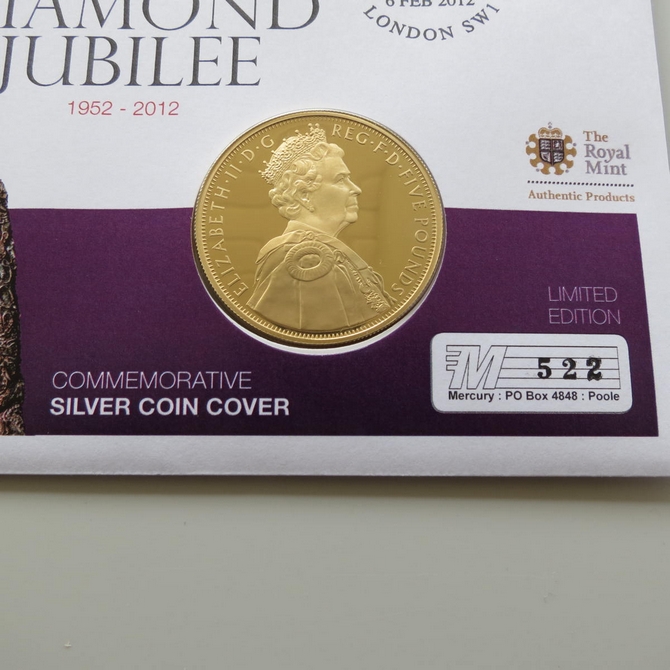 DIAMOND
JUBILEE
1952 - 2012
6 FEB 2012
LONDON SW1
ELIZABETH·II·D·G REG·F·D·FIVE POUNDS
The
Royal
Mint
Authentic Products
LIMITED
EDITION
M 522
Mercury : PO Box 4848 : Poole
COMMEMORATIVE
SILVER COIN COVER